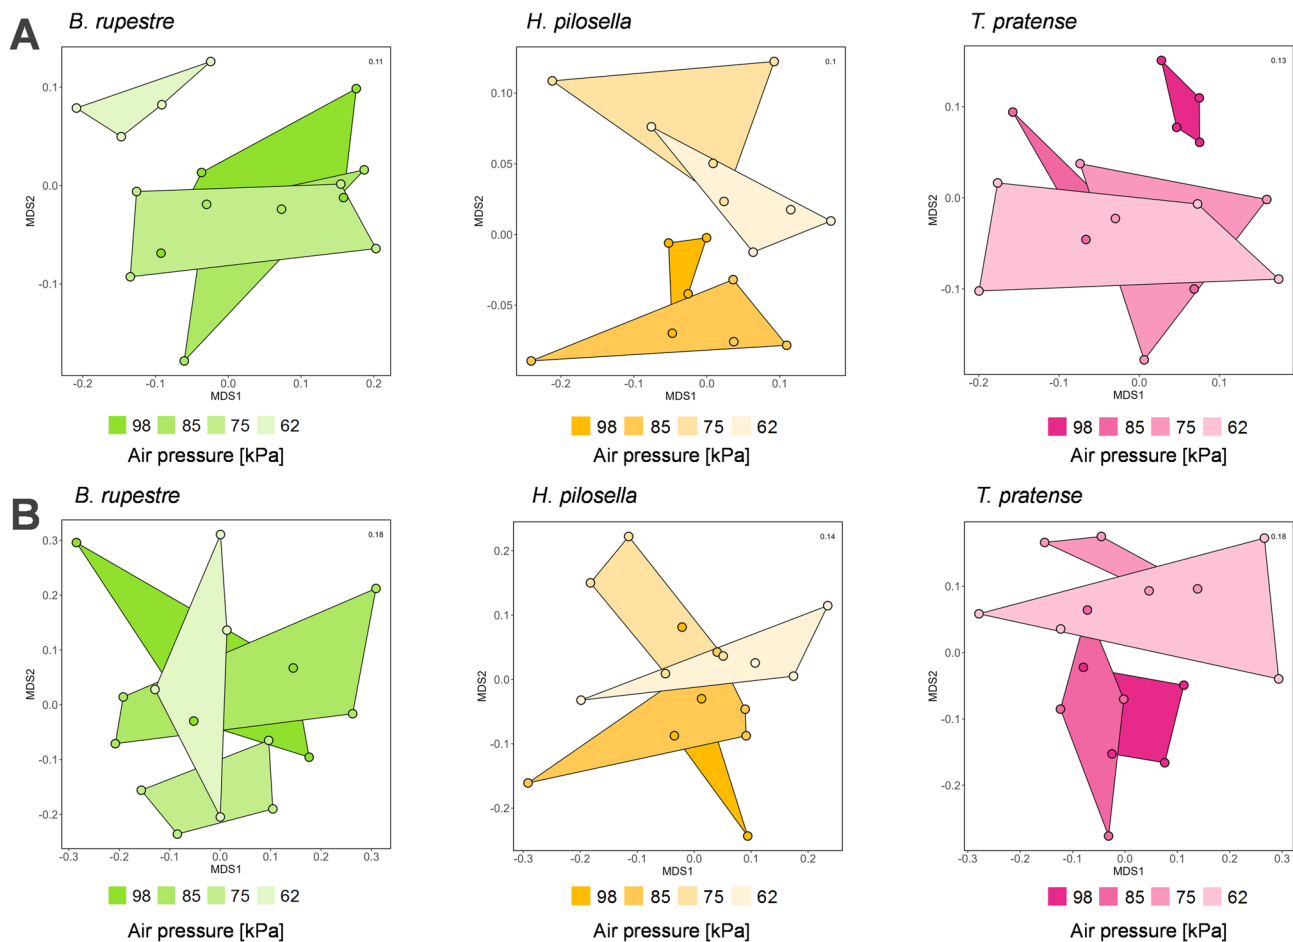 A
B. rupestre
H. pilosella
T. pratense
0.11
0.1
0.13
MDS2
0.1
0.0
-0.1
-0.2
-0.1
0.0
0.1
0.2
MDS1
MDS2
0.10
0.05
0.00
-0.05
-0.2
-0.1
0.0
0.1
MDS1
MDS2
0.1
0.0
-0.1
-0.2
-0.1
0.0
0.1
MDS1
98 85 75 62
Air pressure [kPa]
98 85 75 62
Air pressure [kPa]
98 85 75 62
Air pressure [kPa]
B
B. rupestre
H. pilosella
T. pratense
0.18
0.14
0.18
MDS2
0.3
0.2
0.1
0.0
-0.1
-0.2
-0.3
-0.2
-0.1
0.0
0.1
0.2
0.3
MDS1
MDS2
0.2
0.1
0.0
-0.1
-0.2
-0.3
-0.2
-0.1
0.0
0.1
0.2
MDS1
MDS2
0.1
0.0
-0.1
-0.2
-0.3
-0.2
-0.1
0.0
0.1
0.2
0.3
MDS1
98 85 75 62
Air pressure [kPa]
98 85 75 62
Air pressure [kPa]
98 85 75 62
Air pressure [kPa]